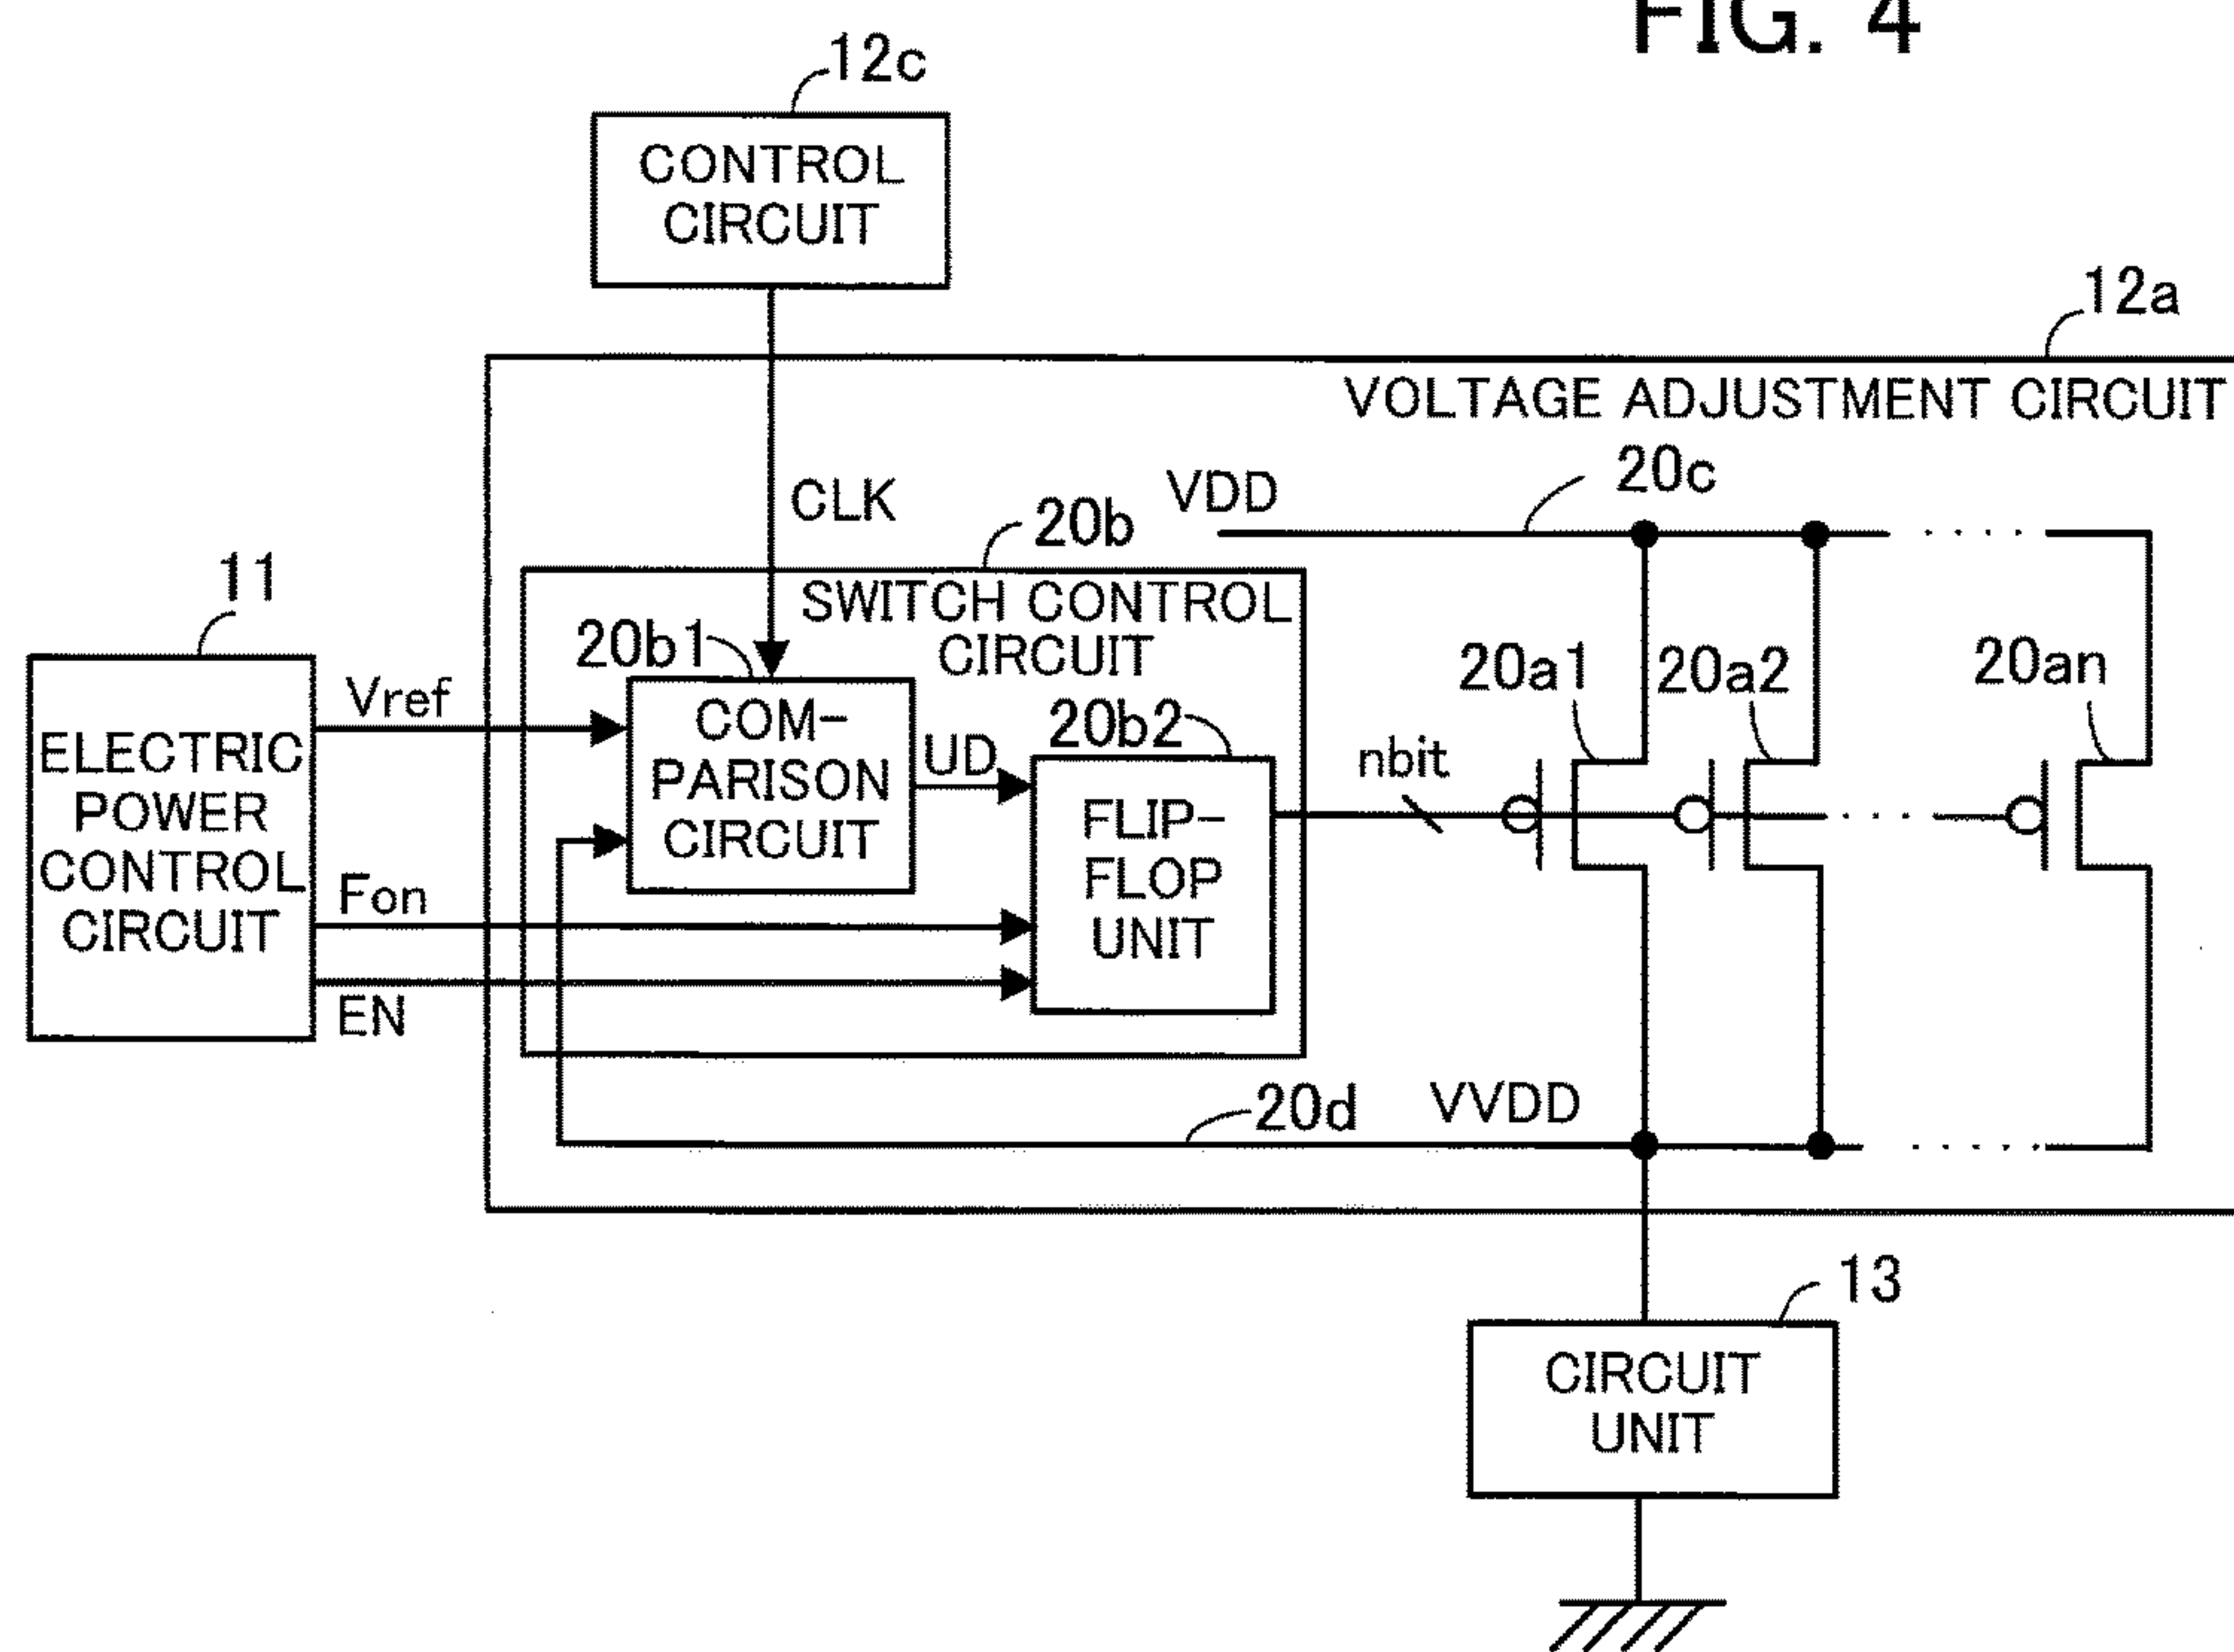 FIG. 4
12c
CONTROL
CIRCUIT
12a
VOLTAGE ADJUSTMENT CIRCUIT
CLK
VDD
20c
20b
SWITCH CONTROL
CIRCUIT
11
ELECTRIC
POWER
CONTROL
CIRCUIT
Vref
Fon
EN
20b1
COM-
PARISON
CIRCUIT
UD
20b2
FLIP-
FLOP
UNIT
nbit
20a1
20a2
20an
20d
VVDD
13
CIRCUIT
UNIT